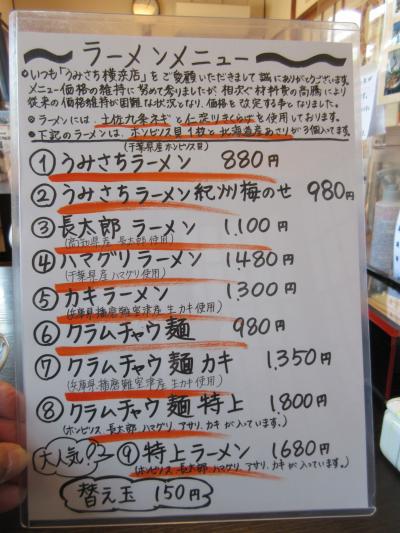 ラーメンメニュー
•いつも「うみさち横浜店」をご愛顧いただきまして誠にありがとうございます。
メニュー価格の維持に努めて参りましたが、相次ぐ材料費の高騰により
従来の価格維持が困難な状況となり、価格を改定する事となりました。
•ラーメンには、土佐九条ネギと仁淀川きくらげを使用しております。
•下記のラーメンは、ホンビノス貝1枚と北海道産あさりが3個入ってます。
(千葉県産ホンビノス貝)
①うみさちラーメン 880円
②うみさちラーメン紀州梅のせ 980円
③長太郎ラーメン 1,100円
(高知県産長太郎使用)
④ハマグリラーメン 1,480円
(千葉県産ハマグリ使用)
⑤カキラーメン 1,300円
(兵庫県播磨灘室津産生カキ使用)
⑥クラムチャウ麺 980円
⑦クラムチャウ麺カキ 1,350円
(兵庫県播磨灘室津産生カキ使用)
⑧クラムチャウ麺特上 1,800円
(ホンビノス、長太郎、ハマグリ、アサリ、カキが入っています。)
大人気!! ⑨特上ラーメン 1,680円
(ホンビノス、長太郎、ハマグリ、アサリ、カキが入っています。)
替え玉 150円